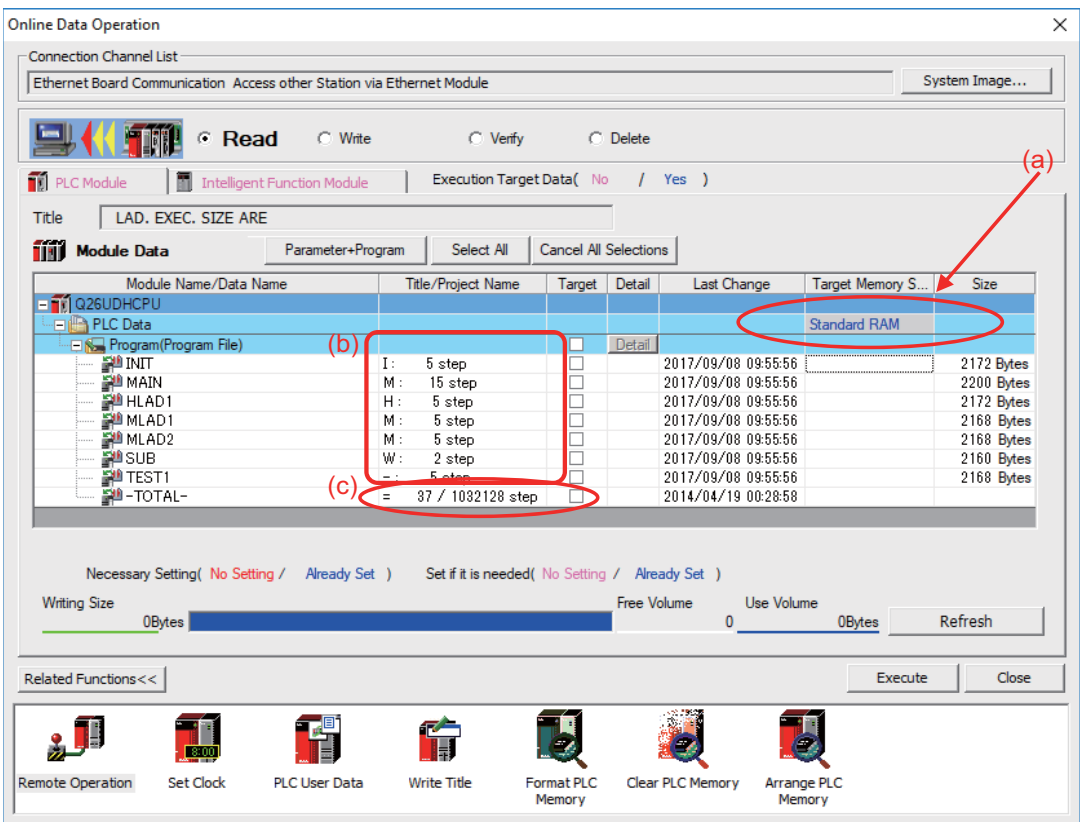 Online Data Operation
Connection Channel List
Ethernet Board Communication Access other Station via Ethernet Module
System Image...
Read Write Verify Delete
(a)
PLC Module Intelligent Function Module Execution Target Data( No / Yes )
Title LAD. EXEC. SIZE ARE
Module Data Parameter+Program Select All Cancel All Selections
Module Name/Data Name Title/Project Name Target Detail Last Change Target Memory S... Size
Q26UDHCPU
PLC Data Standard RAM
Program(Program File) (b) Detail
INIT I : 5 step 2017/09/08 09:55:56 2172 Bytes
MAIN M : 15 step 2017/09/08 09:55:56 2200 Bytes
HLAD1 H : 5 step 2017/09/08 09:55:56 2172 Bytes
MLAD1 M : 5 step 2017/09/08 09:55:56 2168 Bytes
MLAD2 M : 5 step 2017/09/08 09:55:56 2168 Bytes
SUB W : 2 step 2017/09/08 09:55:56 2160 Bytes
TEST1 - : 5 step 2017/09/08 09:55:56 2168 Bytes
-TOTAL- (c) = 37 / 1032128 step 2014/04/19 00:28:58
Necessary Setting( No Setting / Already Set ) Set if it is needed( No Setting / Already Set )
Writing Size Free Volume Use Volume
0Bytes 0 0Bytes Refresh
Related Functions<< Execute Close
8:00
Remote Operation Set Clock PLC User Data Write Title Format PLC Memory Clear PLC Memory Arrange PLC Memory